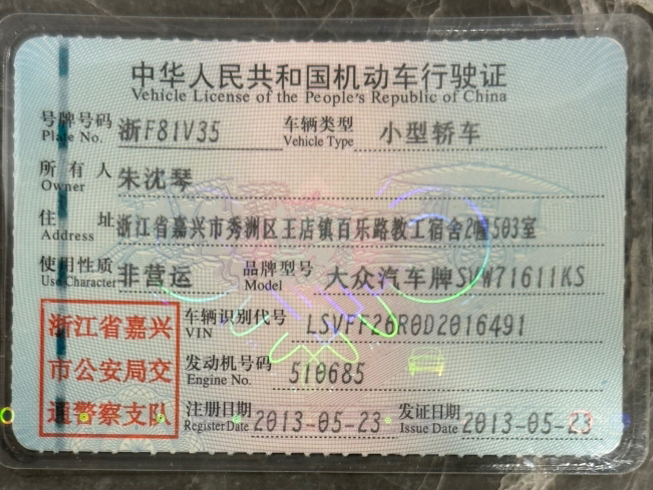 中华人民共和国机动车行驶证
Vehicle License of the People's Republic of China
号牌号码 浙F81V35 车辆类型 小型轿车
Plate No. Vehicle Type
所有人 朱沈琴
Owner
住址 浙江省嘉兴市秀洲区王店镇百乐路教工宿舍2幢503室
Address
使用性质 非营运 品牌型号 大众汽车牌SVW71611KS
Use Character Model
浙江省嘉兴 车辆识别代号 LSVFF26R0D2016491
VIN
市公安局交 发动机号码 510685
Engine No.
通警察支队 注册日期 2013-05-23 发证日期 2013-05-23
Register Date Issue Date